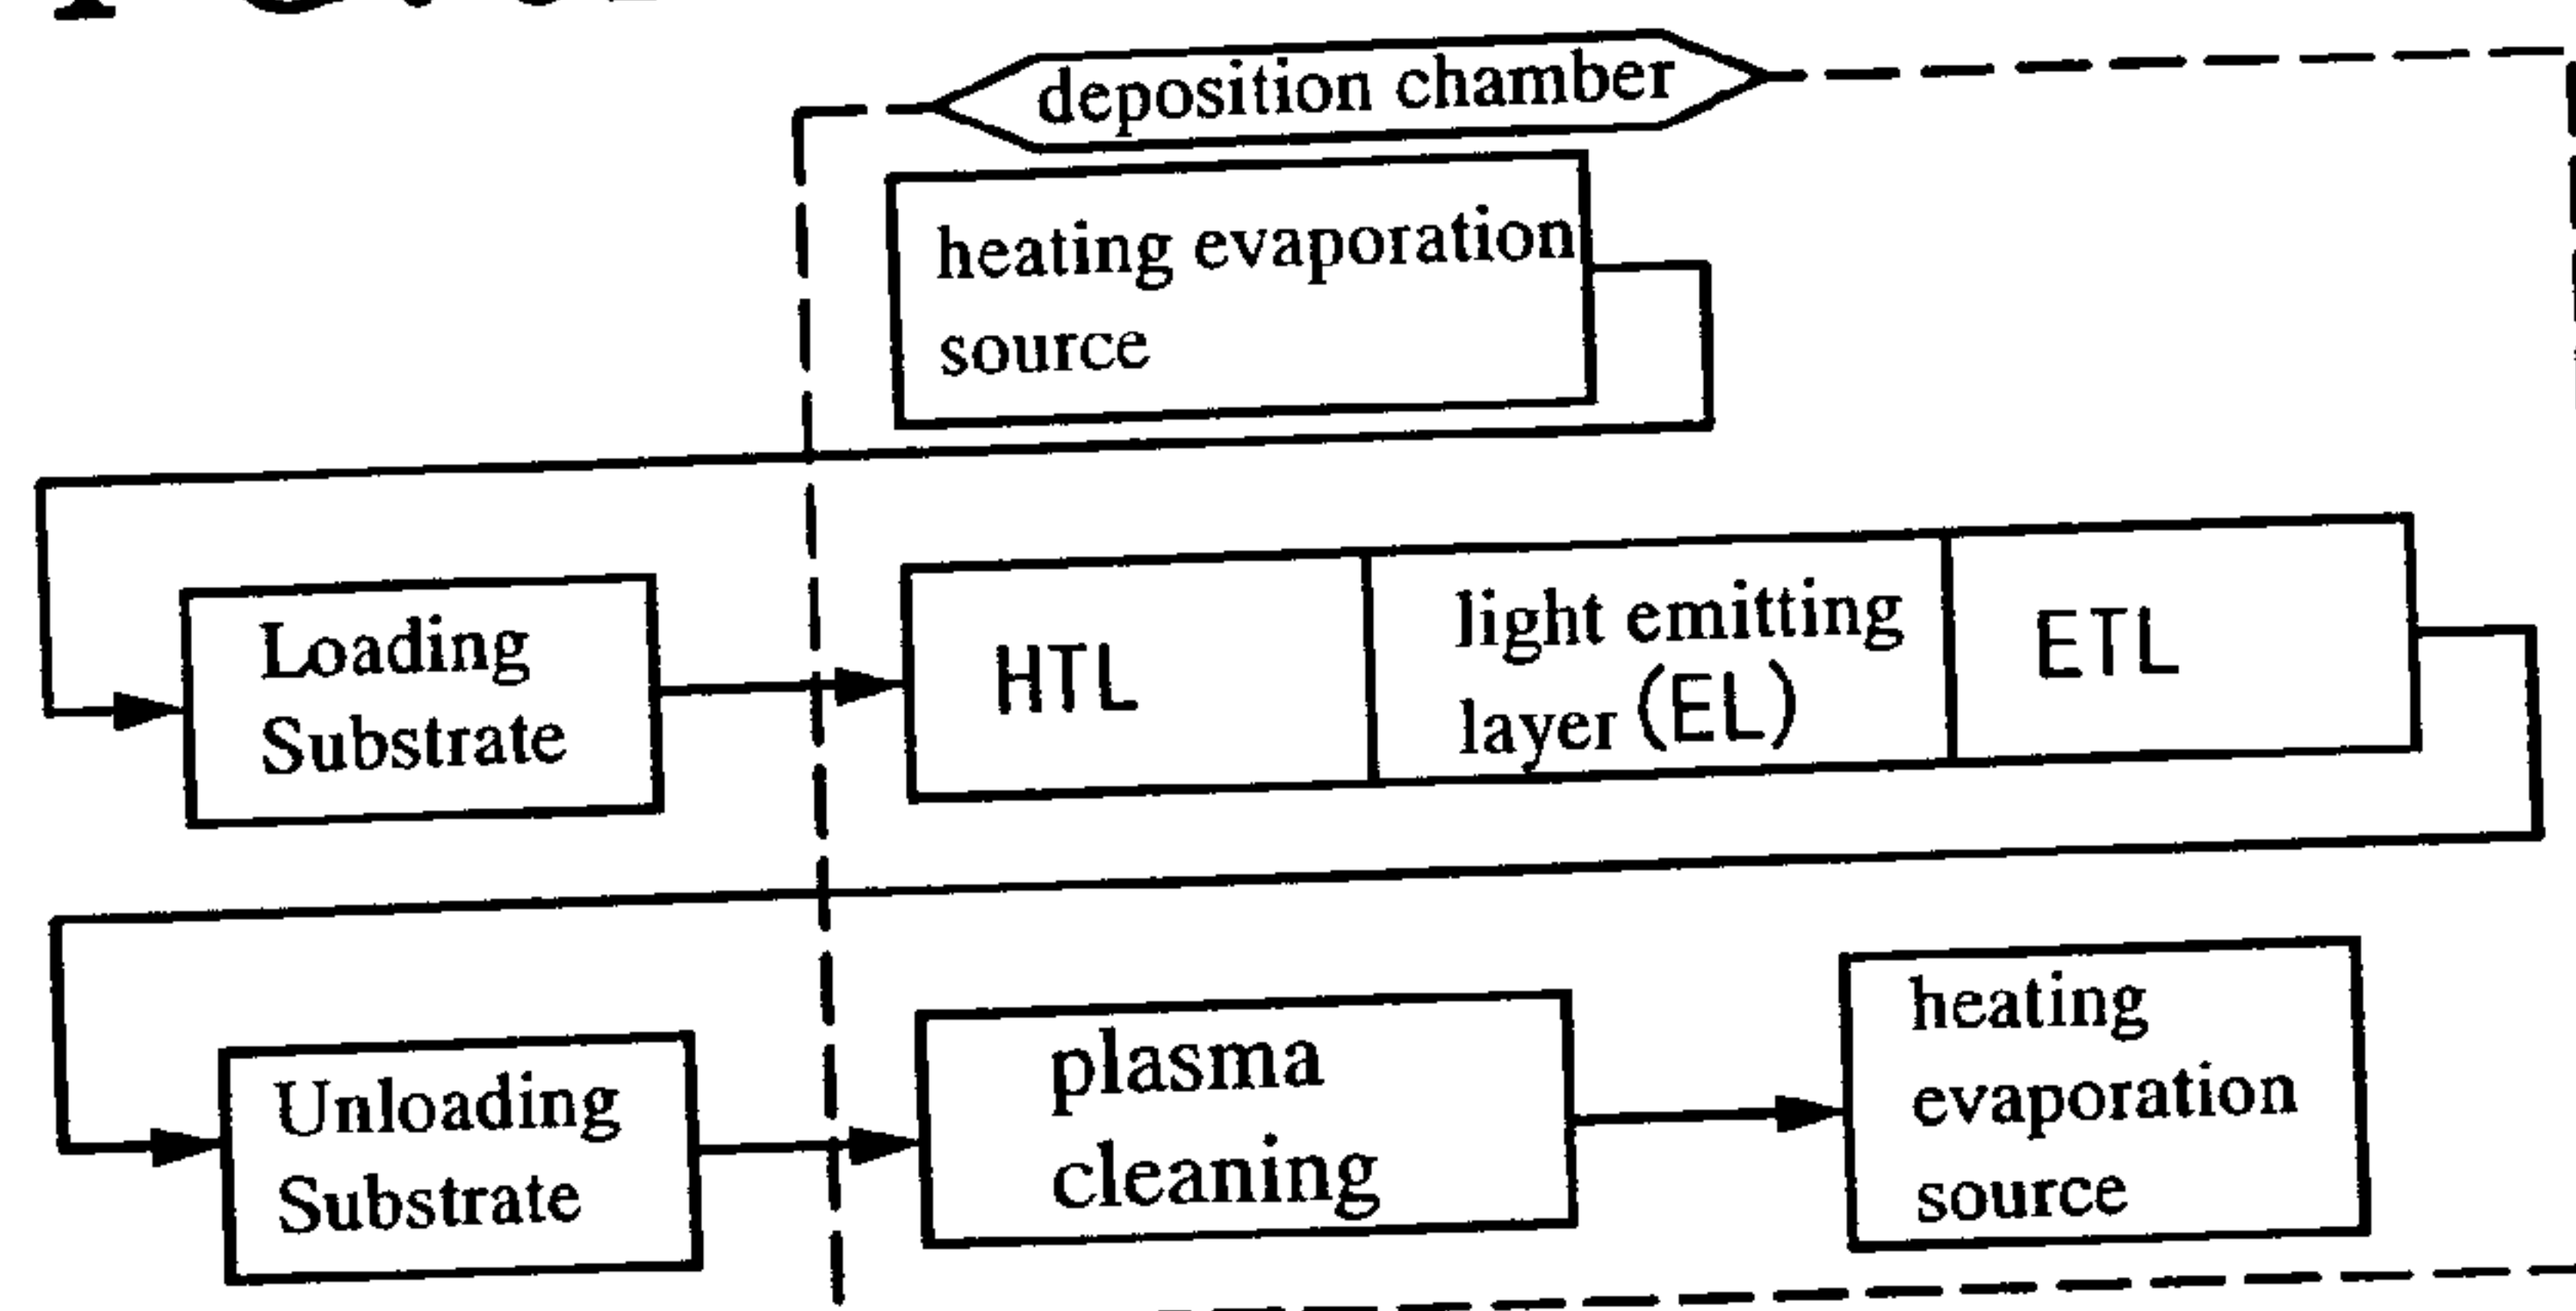 deposition chamber
heating evaporation
source
Loading
Substrate
HTL
light emitting
layer (EL)
ETL
Unloading
Substrate
plasma
cleaning
heating
evaporation
source